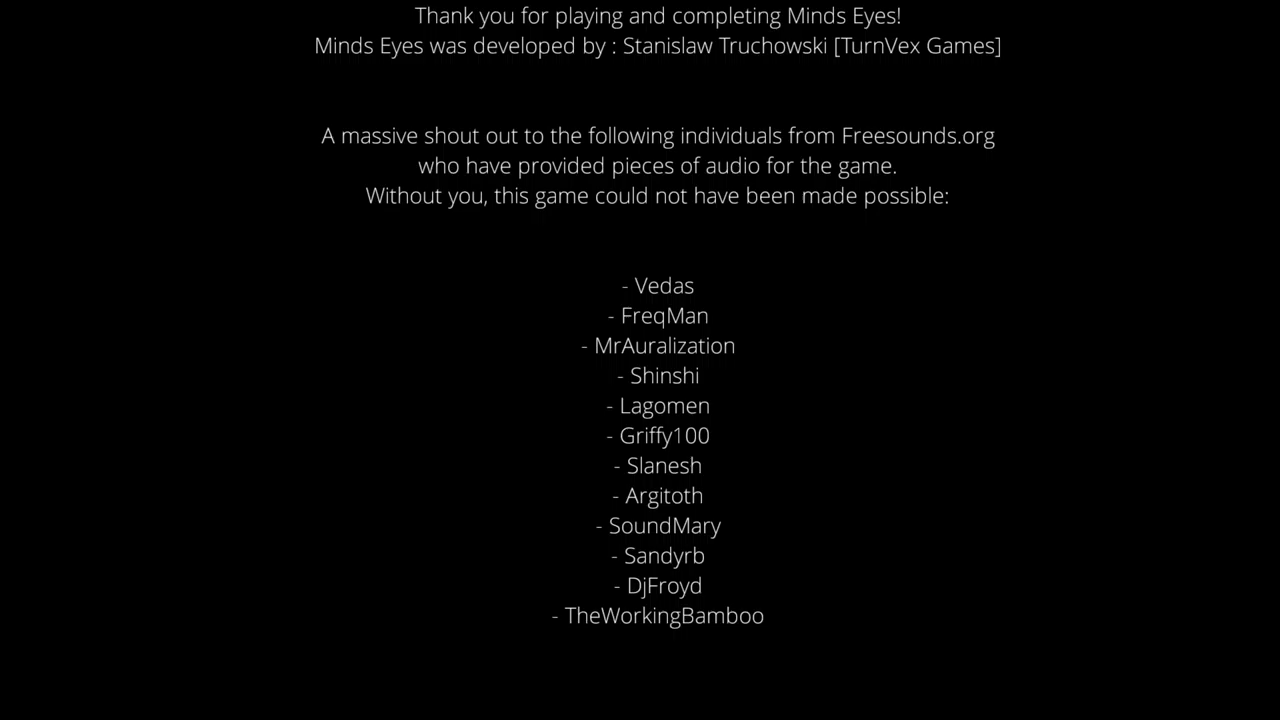 Thank you for playing and completing Minds Eyes!
Minds Eyes was developed by : Stanislaw Truchowski [TurnVex Games]
A massive shout out to the following individuals from Freesounds.org
who have provided pieces of audio for the game.
Without you, this game could not have been made possible:
- Vedas
- FreqMan
- MrAuralization
- Shinshi
- Lagomen
- Griffy100
- Slanesh
- Argitoth
- SoundMary
- Sandyrb
- DjFroyd
- TheWorkingBamboo